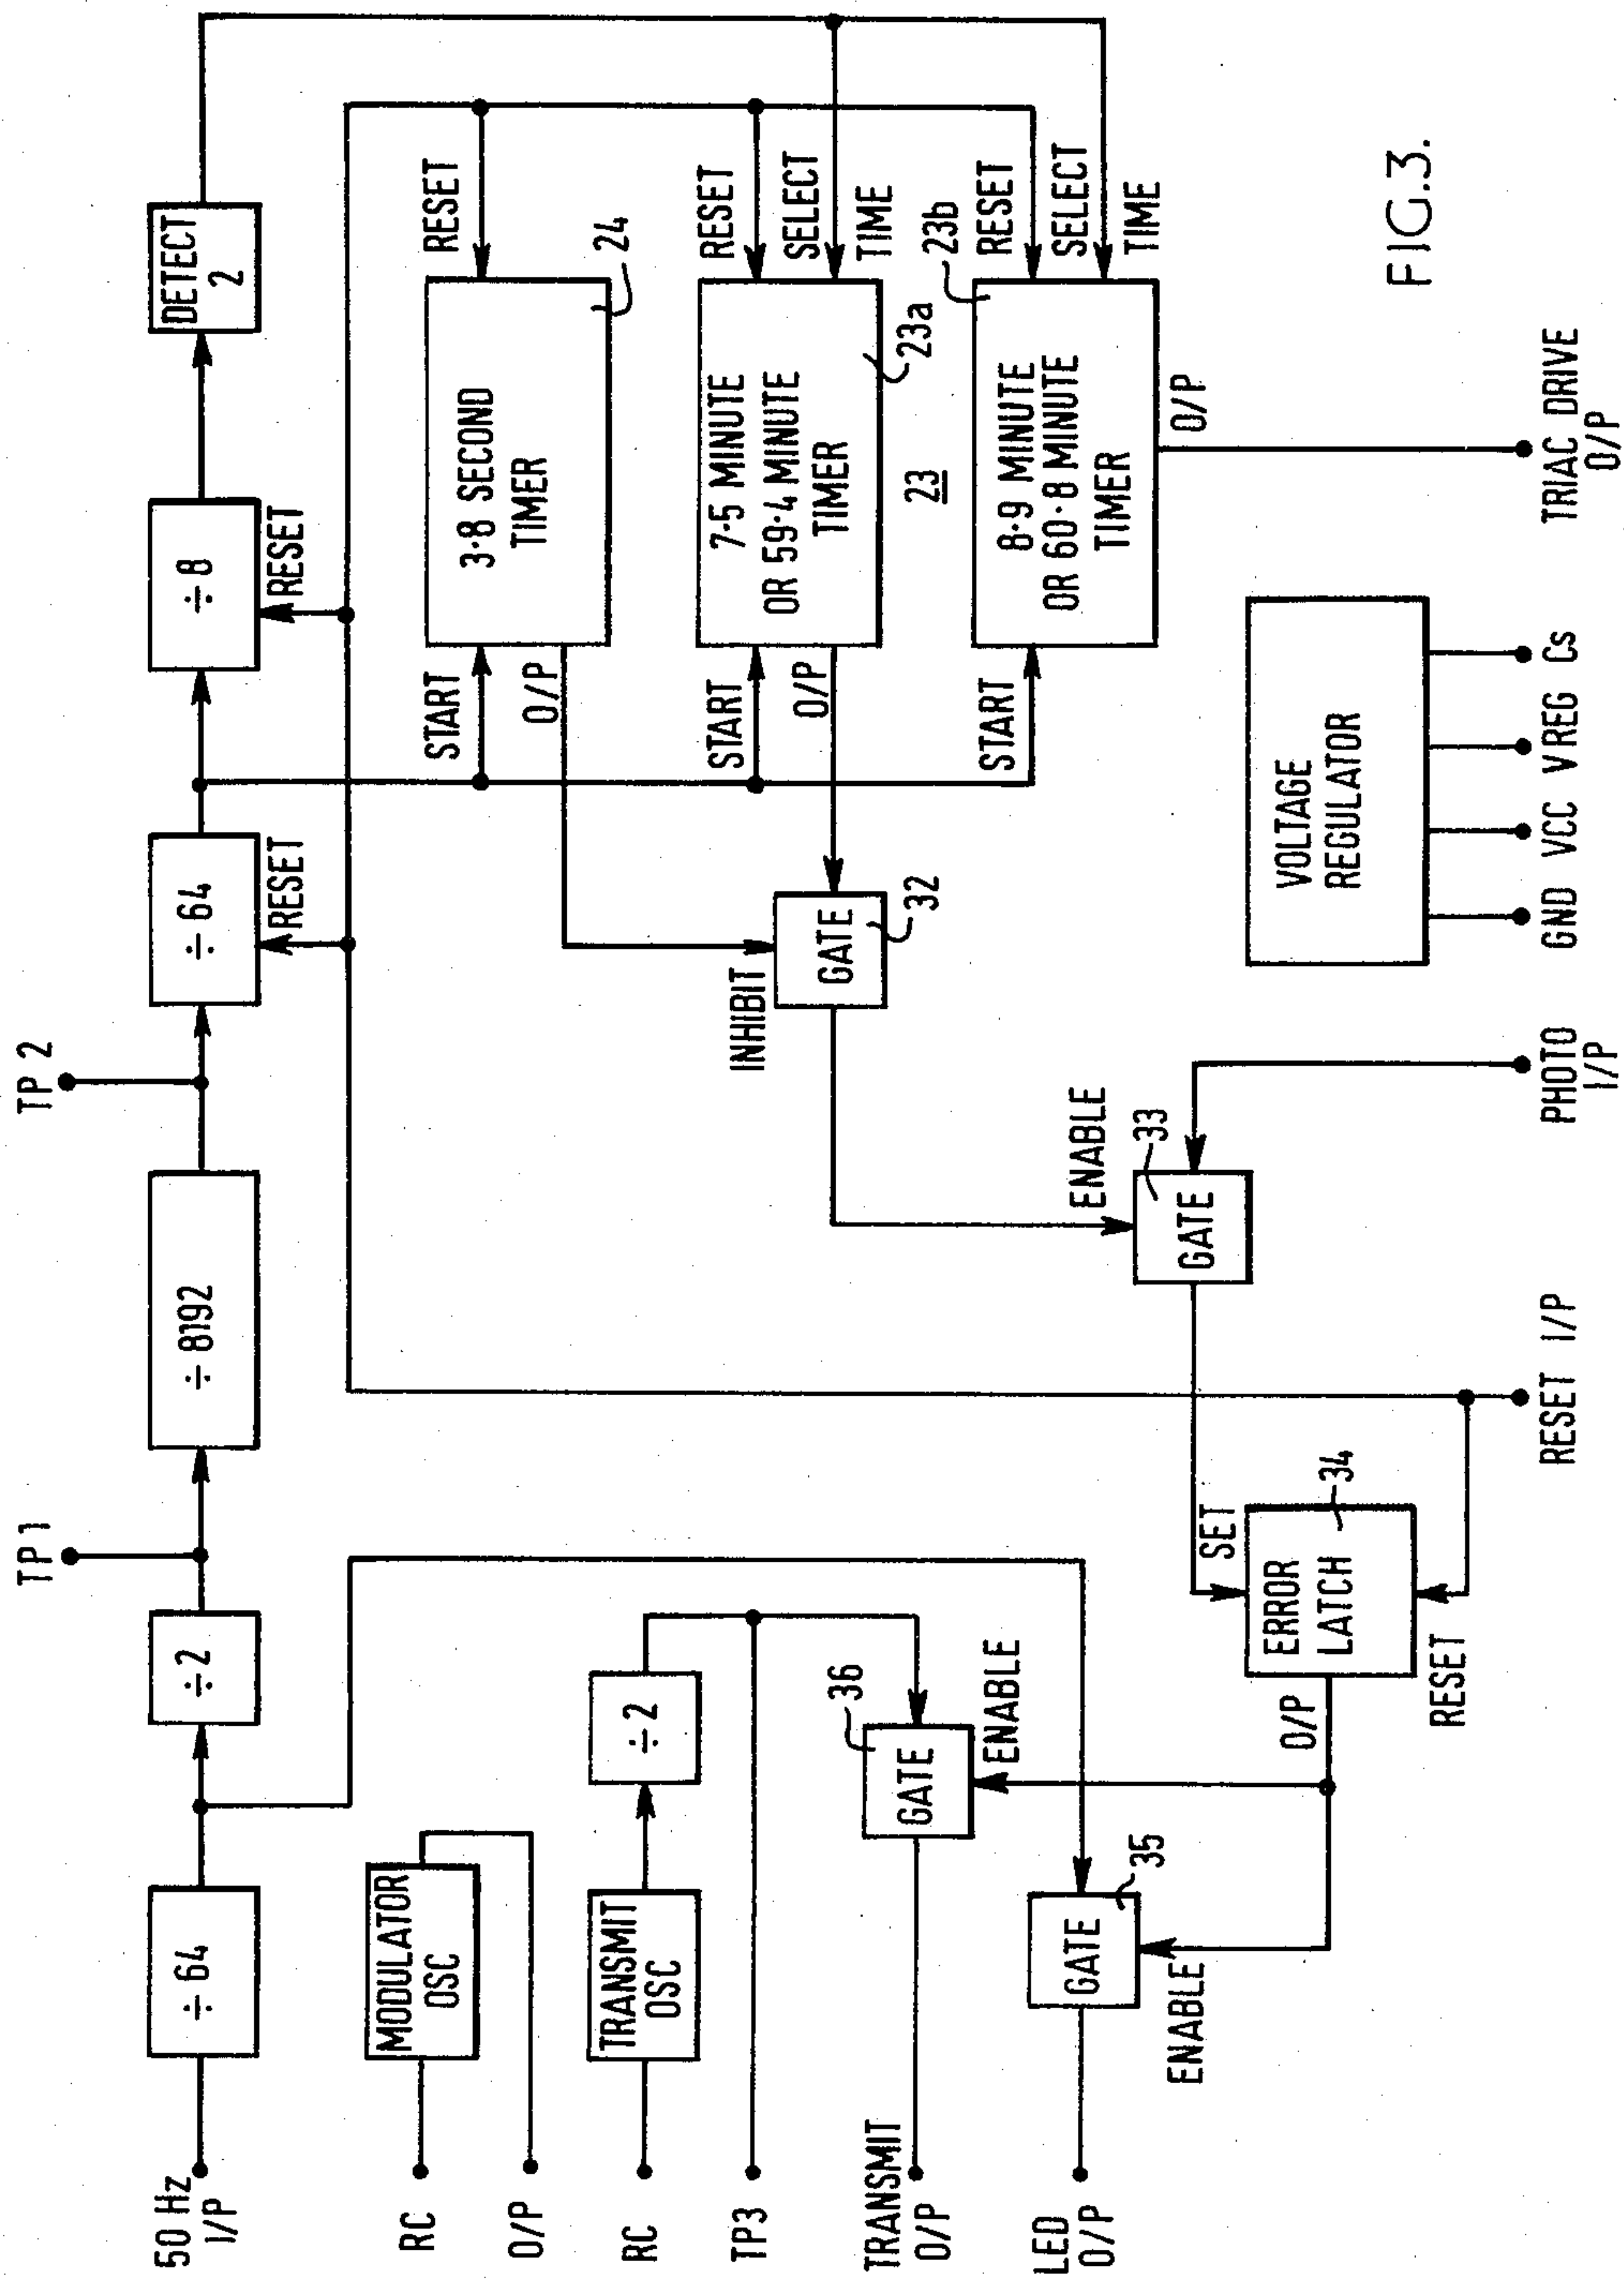 50 Hz
I/P
÷ 64
÷ 2
TP 1
÷ 8192
TP 2
÷ 64
RESET
÷ 8
RESET
DETECT
2
MODULATOR
OSC
RC
O/P
TRANSMIT
OSC
RC
÷ 2
TP3
TRANSMIT
O/P
GATE
36
ENABLE
LED
O/P
GATE
35
ENABLE
ERROR
LATCH
34
SET
RESET
O/P
RESET I/P
GATE
33
ENABLE
PHOTO
I/P
GATE
32
INHIBIT
START
O/P
3·8 SECOND
TIMER
24
RESET
START
O/P
7·5 MINUTE
OR 59·4 MINUTE
TIMER
23a
RESET
SELECT
TIME
23
START
8·9 MINUTE
OR 60·8 MINUTE
TIMER
23b
RESET
SELECT
TIME
O/P
TRIAC DRIVE
O/P
VOLTAGE
REGULATOR
GND
VCC
VREG
Cs
FIG.3.